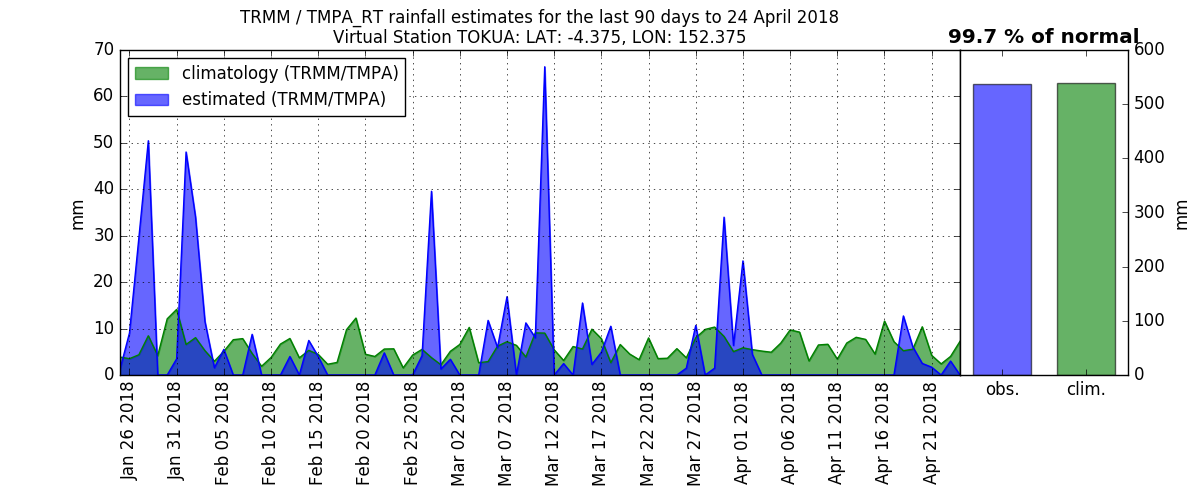 TRMM / TMPA_RT rainfall estimates for the last 90 days to 24 April 2018
Virtual Station TOKUA: LAT: -4.375, LON: 152.375
99.7 % of normal
climatology (TRMM/TMPA)
estimated (TRMM/TMPA)
70
60
50
40
30
20
10
0
mm
Jan 26 2018
Jan 31 2018
Feb 05 2018
Feb 10 2018
Feb 15 2018
Feb 20 2018
Feb 25 2018
Mar 02 2018
Mar 07 2018
Mar 12 2018
Mar 17 2018
Mar 22 2018
Mar 27 2018
Apr 01 2018
Apr 06 2018
Apr 11 2018
Apr 16 2018
Apr 21 2018
obs.
clim.
600
500
400
300
200
100
0
mm